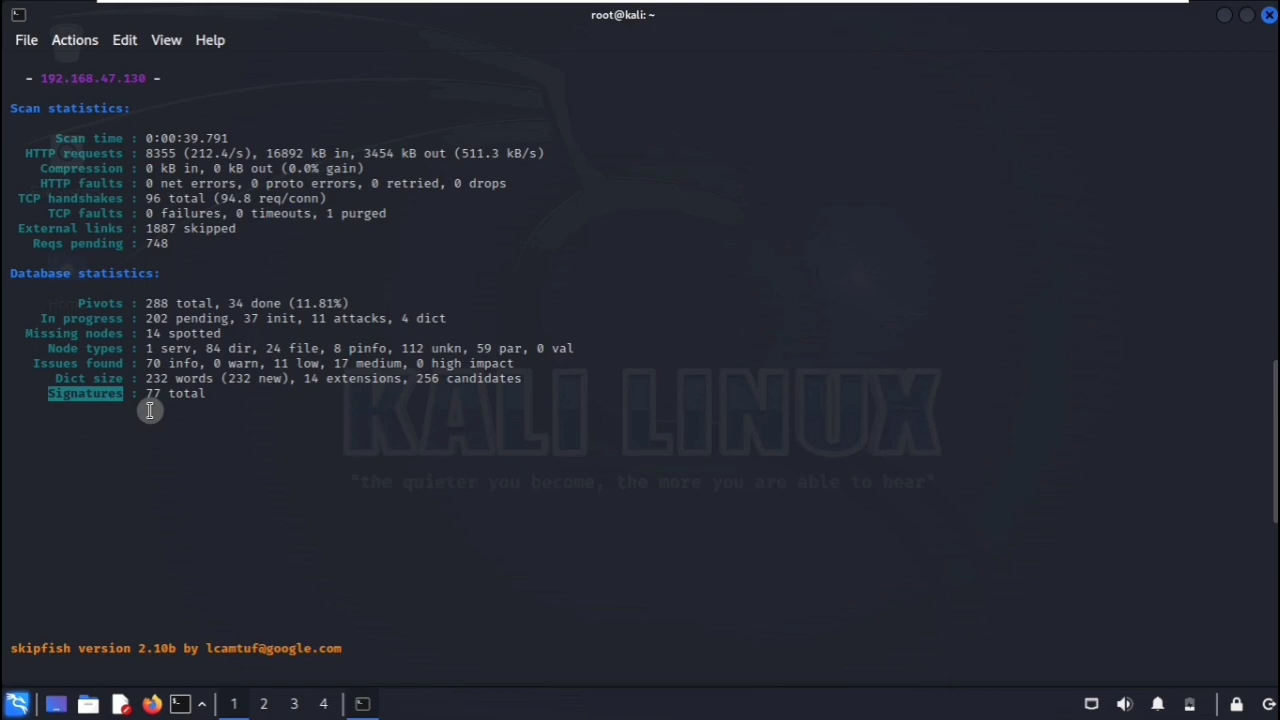 root@kali: ~
File Actions Edit View Help
- 192.168.47.130 -
Scan statistics:
Scan time : 0:00:39.791
HTTP requests : 8355 (212.4/s), 16892 kB in, 3454 kB out (511.3 kB/s)
Compression : 0 kB in, 0 kB out (0.0% gain)
HTTP faults : 0 net errors, 0 proto errors, 0 retried, 0 drops
TCP handshakes : 96 total (94.8 req/conn)
TCP faults : 0 failures, 0 timeouts, 1 purged
External links : 1887 skipped
Reqs pending : 748
Database statistics:
Pivots : 288 total, 34 done (11.81%)
In progress : 202 pending, 37 init, 11 attacks, 4 dict
Missing nodes : 14 spotted
Node types : 1 serv, 84 dir, 24 file, 8 pinfo, 112 unkn, 59 par, 0 val
Issues found : 70 info, 0 warn, 11 low, 17 medium, 0 high impact
Dict size : 232 words (232 new), 14 extensions, 256 candidates
Signatures : 77 total
KALI LINUX
"the quieter you become, the more you are able to hear"
skipfish version 2.10b by lcamtuf@google.com
1 2 3 4